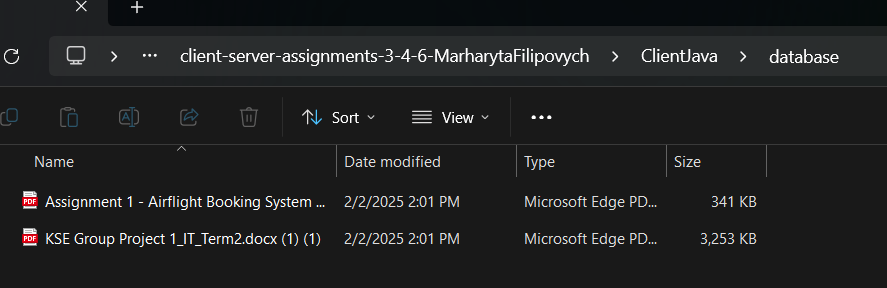 client-server-assignments-3-4-6-MarharytaFilipovych > ClientJava > database
Sort View
Name Date modified Type Size
PDF Assignment 1 - Airflight Booking System ... 2/2/2025 2:01 PM Microsoft Edge PD... 341 KB
PDF KSE Group Project 1_IT_Term2.docx (1) (1) 2/2/2025 2:01 PM Microsoft Edge PD... 3,253 KB